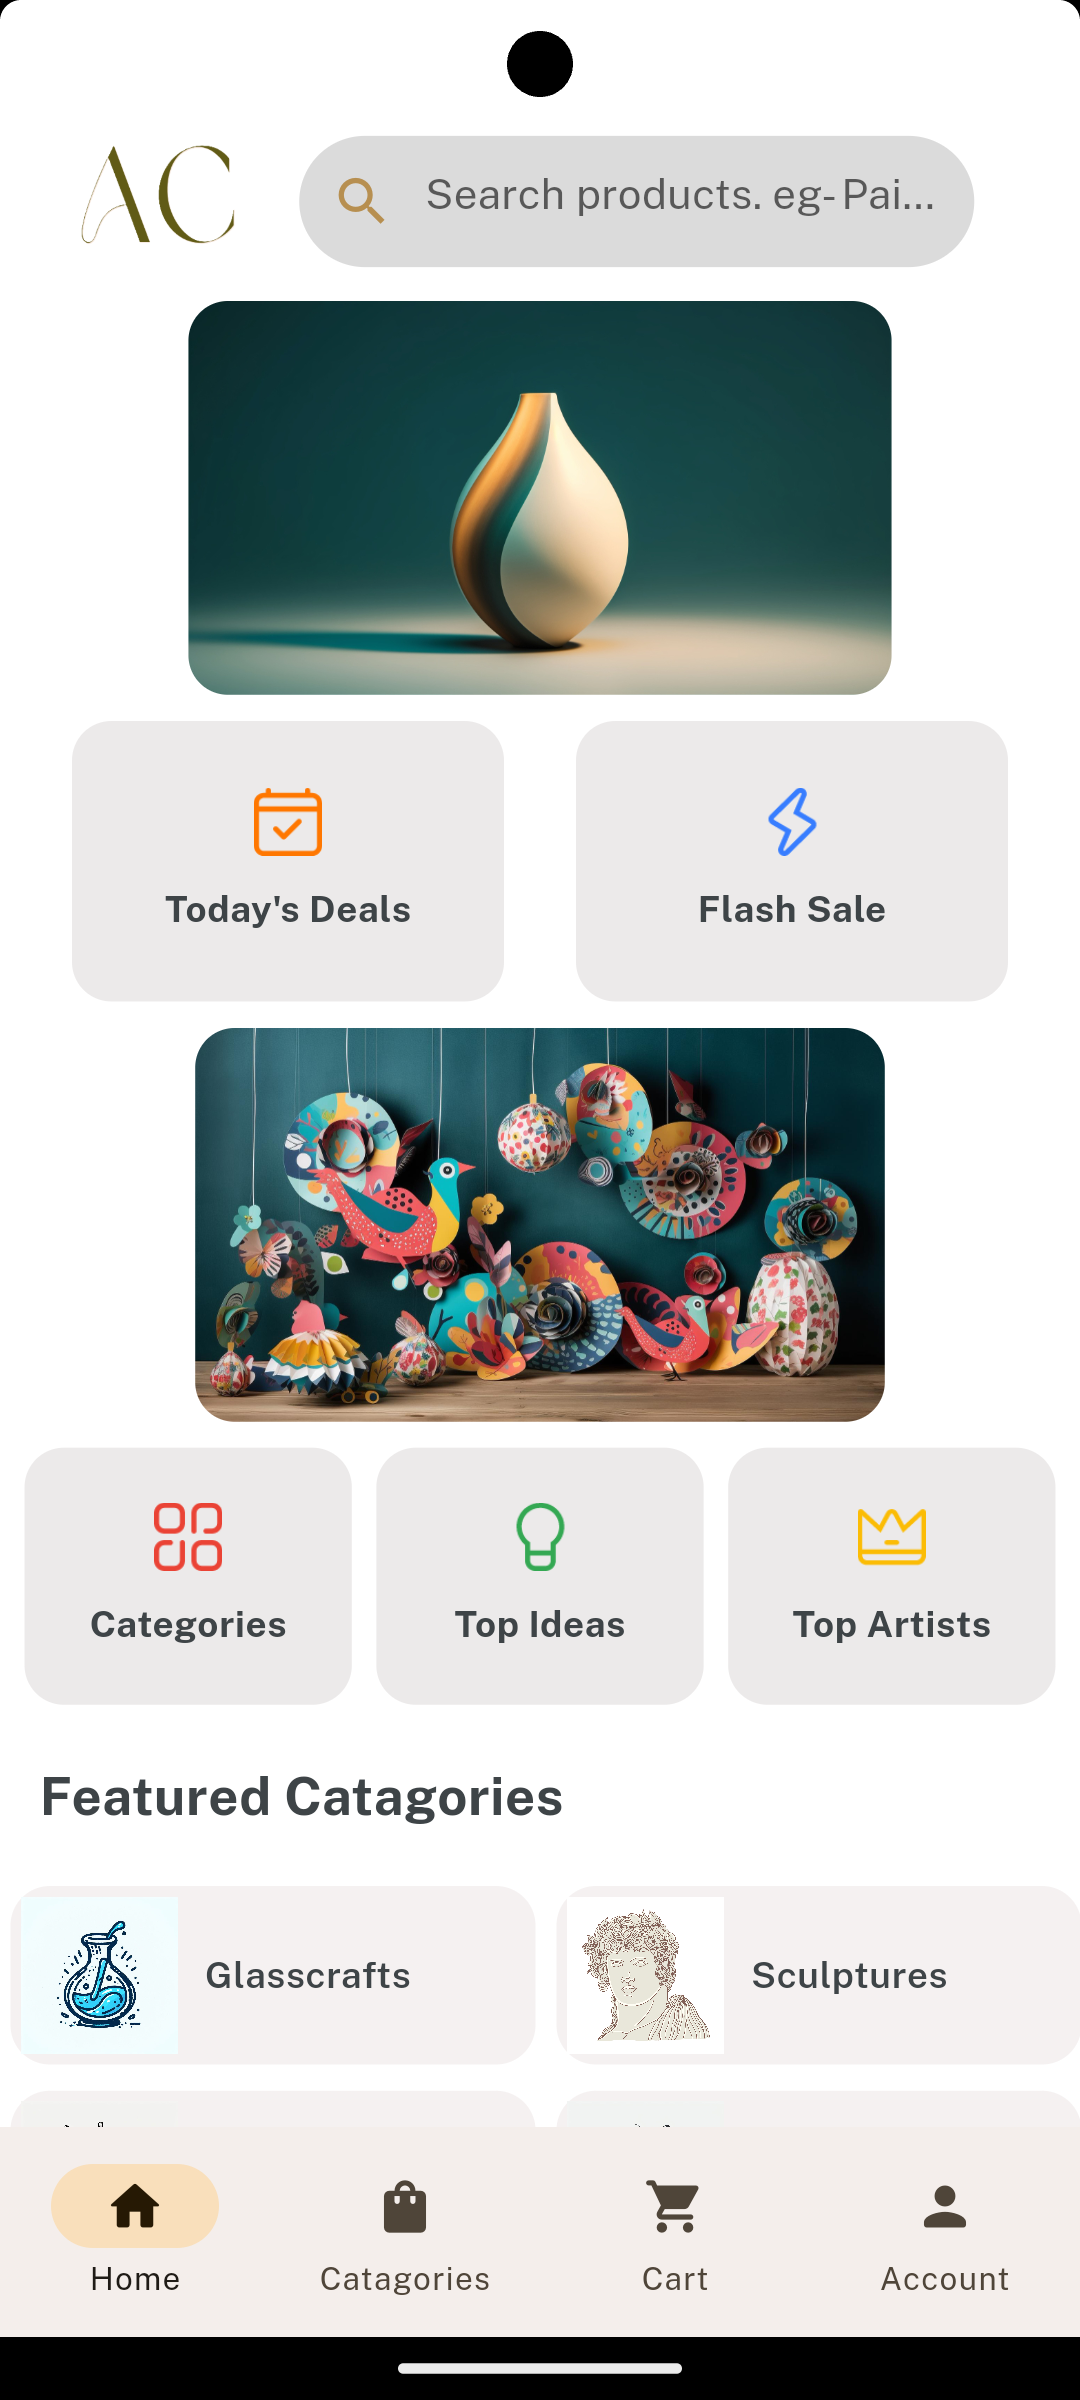 AC
Search products. eg- Pai...
Today's Deals
Flash Sale
Categories
Top Ideas
Top Artists
Featured Catagories
Glasscrafts
Sculptures
Home
Catagories
Cart
Account